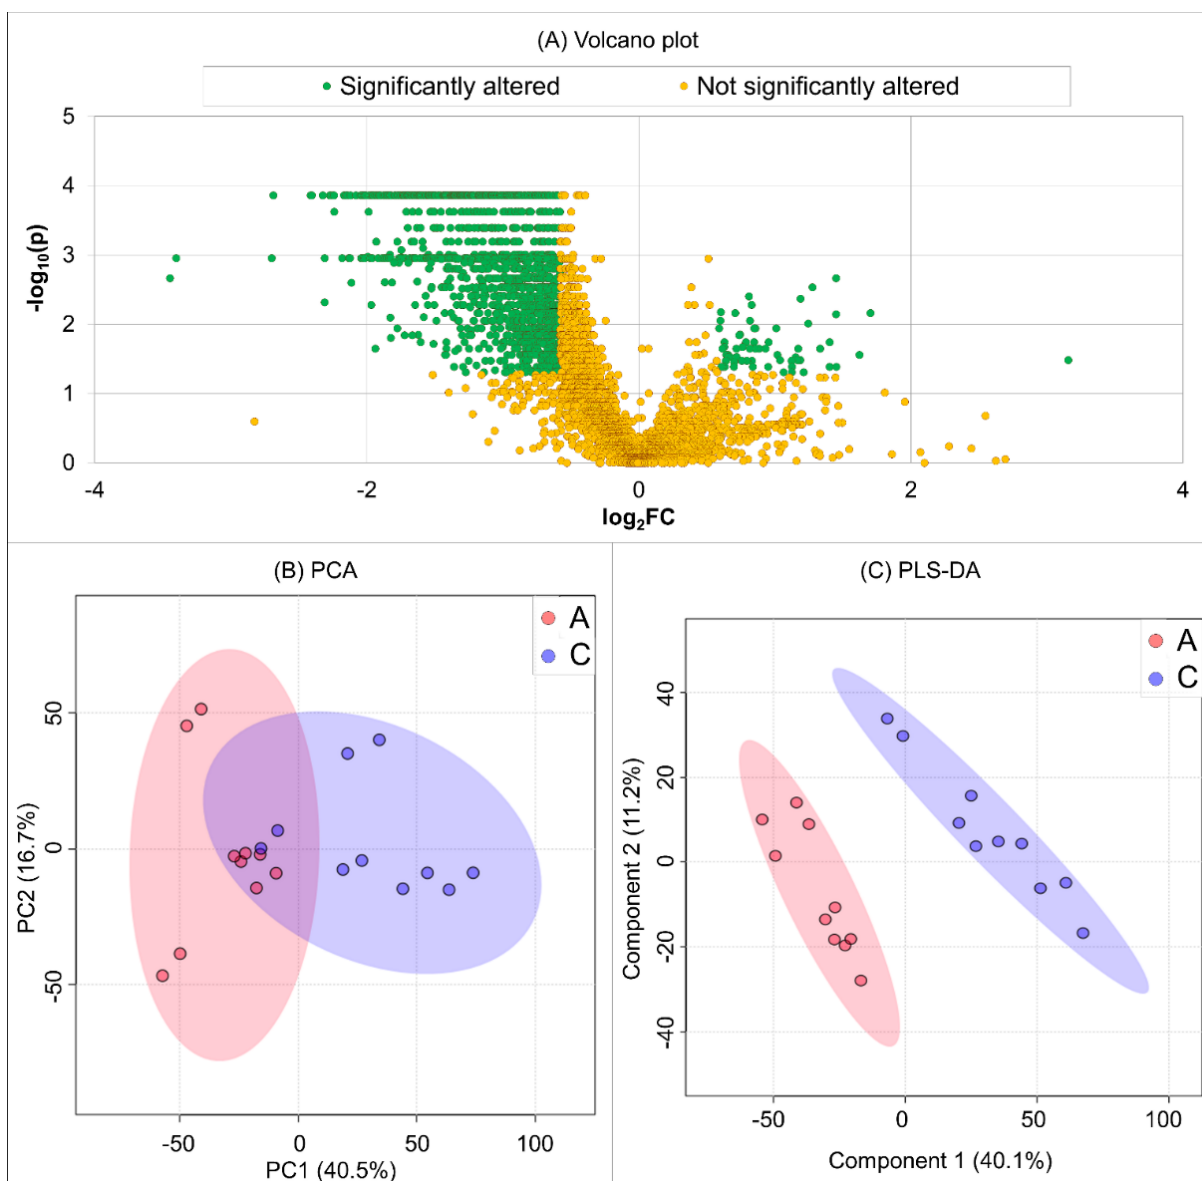 (A) Volcano plot
Significantly altered
Not significantly altered
5
4
3
2
1
0
-log₁₀(p)
-4
-2
0
2
4
log₂FC
(B) PCA
A
C
50
0
-50
PC2 (16.7%)
-50
0
50
100
PC1 (40.5%)
(C) PLS-DA
A
C
40
20
0
-20
-40
Component 2 (11.2%)
-50
0
50
100
Component 1 (40.1%)